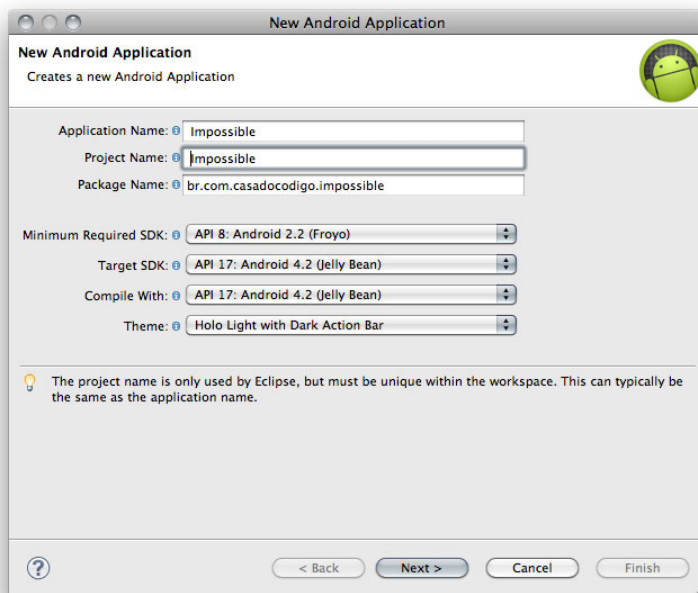 New Android Application
New Android Application
Creates a new Android Application
Application Name: Impossible
Project Name: Impossible
Package Name: br.com.casadocodigo.impossible
Minimum Required SDK: API 8: Android 2.2 (Froyo)
Target SDK: API 17: Android 4.2 (Jelly Bean)
Compile With: API 17: Android 4.2 (Jelly Bean)
Theme: Holo Light with Dark Action Bar
The project name is only used by Eclipse, but must be unique within the workspace. This can typically be
the same as the application name.
? < Back Next > Cancel Finish